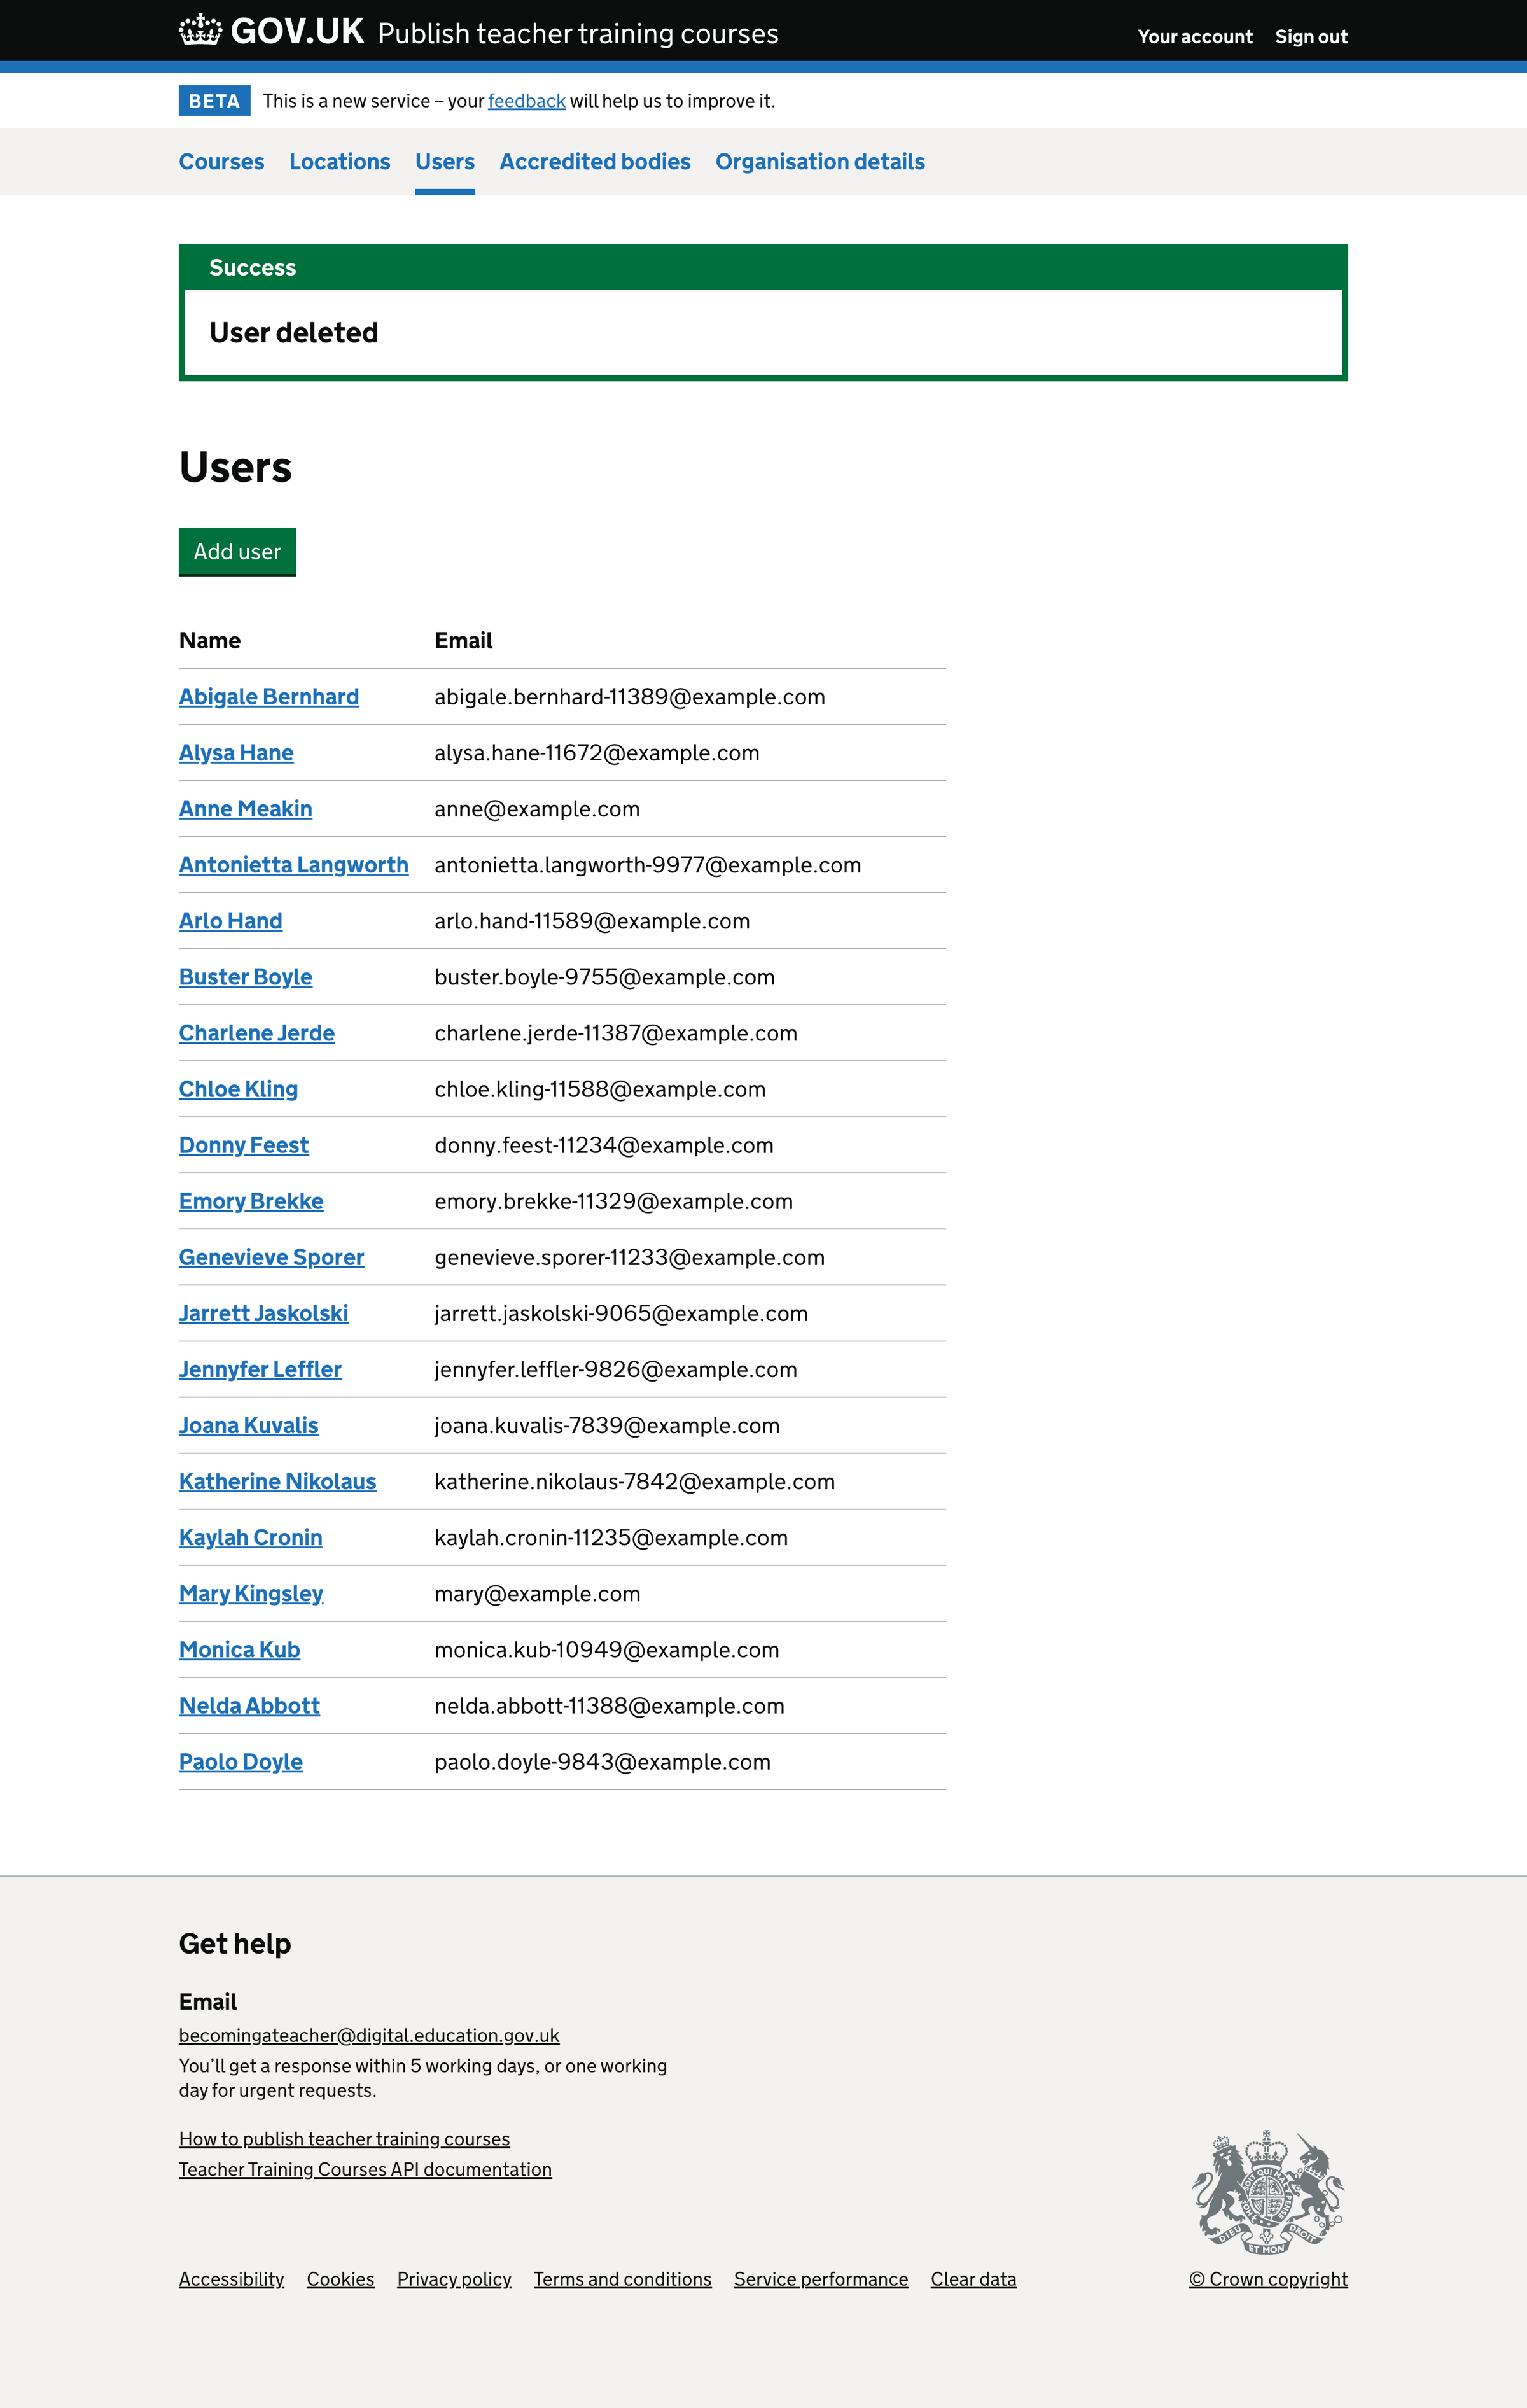 GOV.UK Publish teacher training courses Your account Sign out
BETA This is a new service – your feedback will help us to improve it.
Courses Locations Users Accredited bodies Organisation details
Success
User deleted
Users
Add user
Name Email
Abigale Bernhard abigale.bernhard-11389@example.com
Alysa Hane alysa.hane-11672@example.com
Anne Meakin anne@example.com
Antonietta Langworth antonietta.langworth-9977@example.com
Arlo Hand arlo.hand-11589@example.com
Buster Boyle buster.boyle-9755@example.com
Charlene Jerde charlene.jerde-11387@example.com
Chloe Kling chloe.kling-11588@example.com
Donny Feest donny.feest-11234@example.com
Emory Brekke emory.brekke-11329@example.com
Genevieve Sporer genevieve.sporer-11233@example.com
Jarrett Jaskolski jarrett.jaskolski-9065@example.com
Jennyfer Leffler jennyfer.leffler-9826@example.com
Joana Kuvalis joana.kuvalis-7839@example.com
Katherine Nikolaus katherine.nikolaus-7842@example.com
Kaylah Cronin kaylah.cronin-11235@example.com
Mary Kingsley mary@example.com
Monica Kub monica.kub-10949@example.com
Nelda Abbott nelda.abbott-11388@example.com
Paolo Doyle paolo.doyle-9843@example.com
Get help
Email
becomingateacher@digital.education.gov.uk
You’ll get a response within 5 working days, or one working
day for urgent requests.
How to publish teacher training courses
Teacher Training Courses API documentation
DIEU ET MON DROIT
Accessibility Cookies Privacy policy Terms and conditions Service performance Clear data © Crown copyright